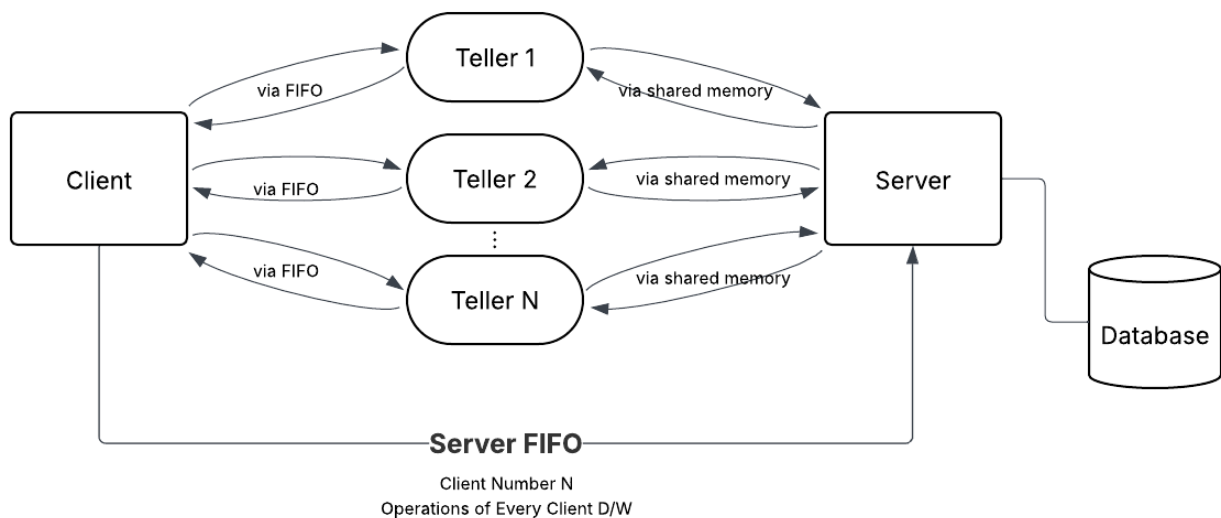 Teller 1
via FIFO
via shared memory
Client
Teller 2
Server
via FIFO
via shared memory
⋮
via FIFO
via shared memory
Teller N
Database
Server FIFO
Client Number N
Operations of Every Client D/W